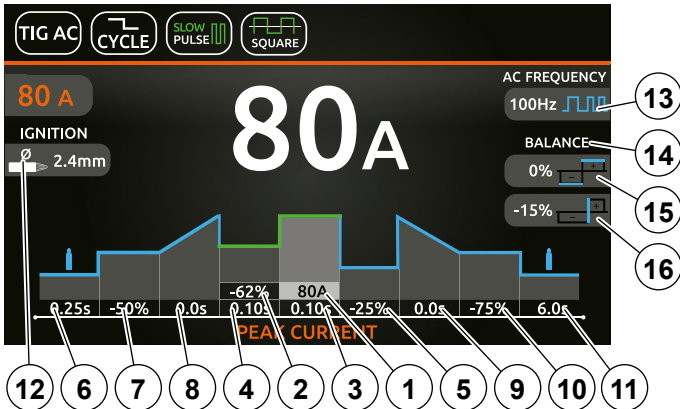 TIG AC
CYCLE
SLOW
PULSE
SQUARE
80 A
IGNITION
Ø
2.4mm
80A
AC FREQUENCY
100Hz
BALANCE
0%
+
−
-15%
+
−
-62% 80A
0.25s -50% 0.0s 0.10s 0.10s -25% 0.0s -75% 6.0s
PEAK CURRENT
13
14
15
16
12 6 7 8 4 2 3 1 5 9 10 11